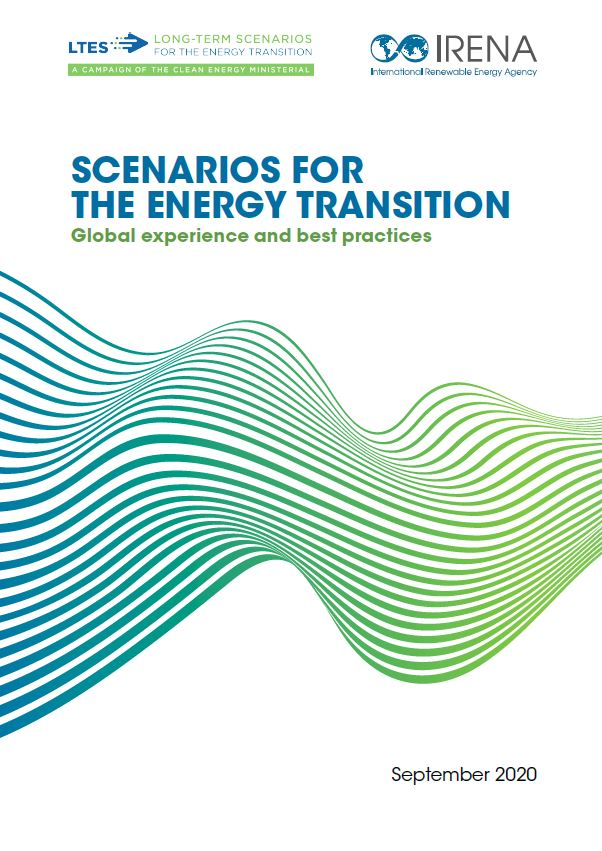 LTES
LONG-TERM SCENARIOS
FOR THE ENERGY TRANSITION
A CAMPAIGN OF THE CLEAN ENERGY MINISTERIAL
IRENA
International Renewable Energy Agency
SCENARIOS FOR
THE ENERGY TRANSITION
Global experience and best practices
September 2020